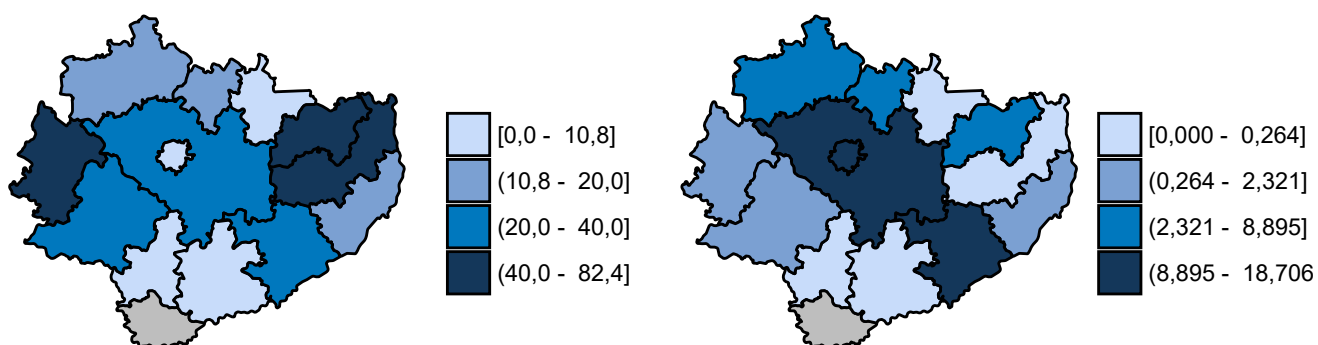 [0,0 - 10,8]
(10,8 - 20,0]
(20,0 - 40,0]
(40,0 - 82,4]
[0,000 - 0,264]
(0,264 - 2,321]
(2,321 - 8,895]
(8,895 - 18,706